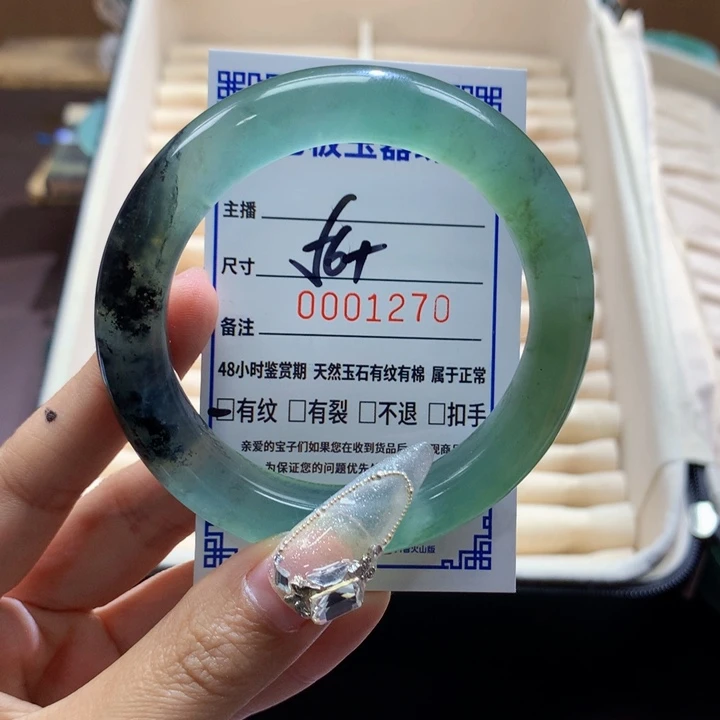 主播
尺寸 56+
0001270
备注
48小时鉴赏期 天然玉石有纹有棉 属于正常
□有纹 □有裂 □不退 □扣手
亲爱的宝子们如果您在收到货品后
为保证您的问题优先